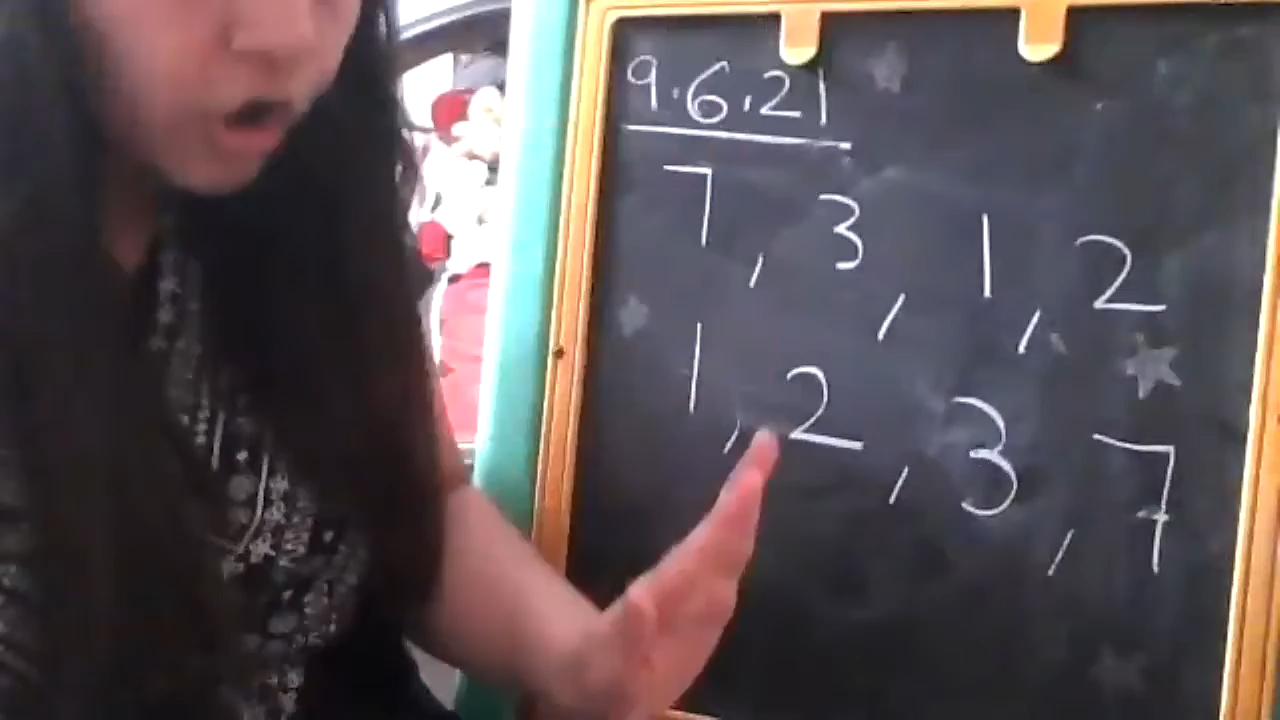 9.6.21
7, 3, 1, 2
1, 2, 3, 7